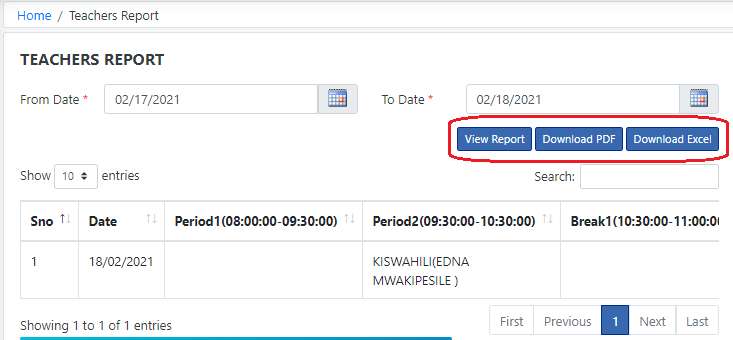 Home / Teachers Report
TEACHERS REPORT
From Date * 02/17/2021 To Date * 02/18/2021
View Report Download PDF Download Excel
Show 10 entries Search:
Sno Date Period1(08:00:00-09:30:00) Period2(09:30:00-10:30:00) Break1(10:30:00-11:00:00
1 18/02/2021 KISWAHILI(EDNA
MWAKIPESILE )
First Previous 1 Next Last
Showing 1 to 1 of 1 entries